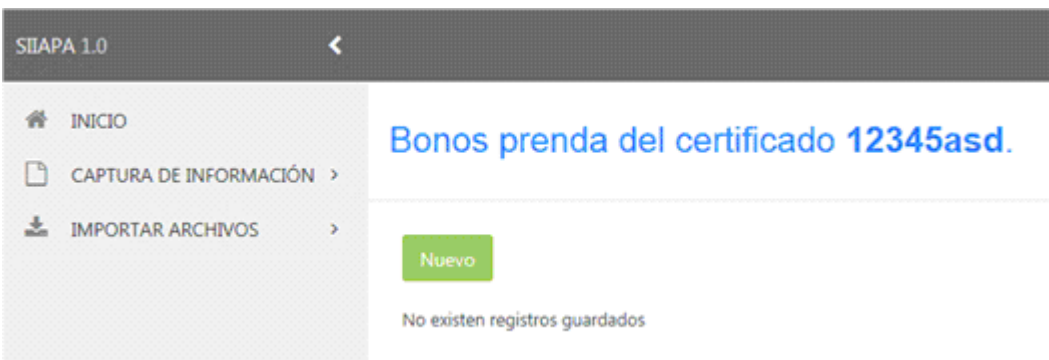 SIIAPA 1.0
INICIO
CAPTURA DE INFORMACIÓN
IMPORTAR ARCHIVOS
Bonos prenda del certificado 12345asd.
Nuevo
No existen registros guardados